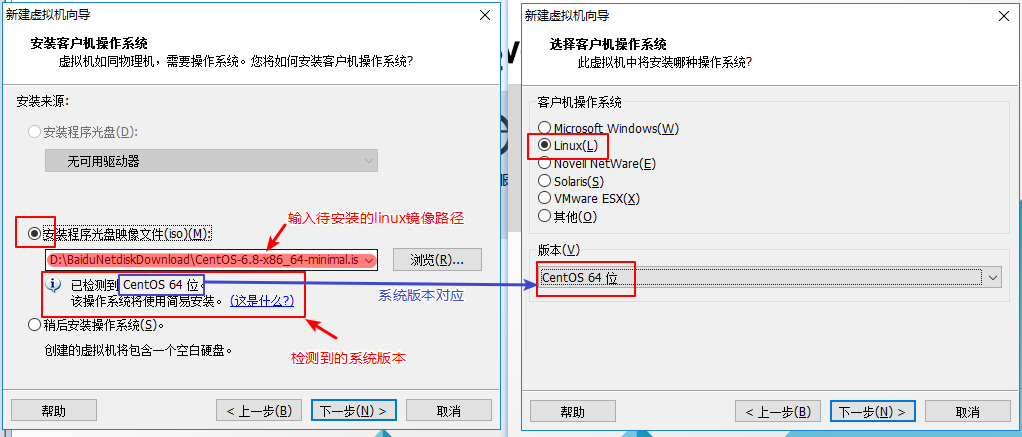 新建虚拟机向导
安装客户机操作系统
虚拟机如同物理机，需要操作系统。您将如何安装客户机操作系统?
安装来源:
安装程序光盘(D):
无可用驱动器
输入待安装的linux镜像路径
安装程序光盘映像文件(iso)(M):
D:\BaiduNetdiskDownload\CentOS-6.8-x86_64-minimal.is
浏览(R)...
已检测到 CentOS 64 位。
该操作系统将使用简易安装。 (这是什么?)
系统版本对应
稍后安装操作系统(S)。
创建的虚拟机将包含一个空白硬盘。
检测到的系统版本
帮助
< 上一步(B)
下一步(N) >
取消
新建虚拟机向导
选择客户机操作系统
此虚拟机中将安装哪种操作系统?
客户机操作系统
Microsoft Windows(W)
Linux(L)
Novell NetWare(E)
Solaris(S)
VMware ESX(X)
其他(O)
版本(V)
CentOS 64 位
帮助
< 上一步(B)
下一步(N) >
取消